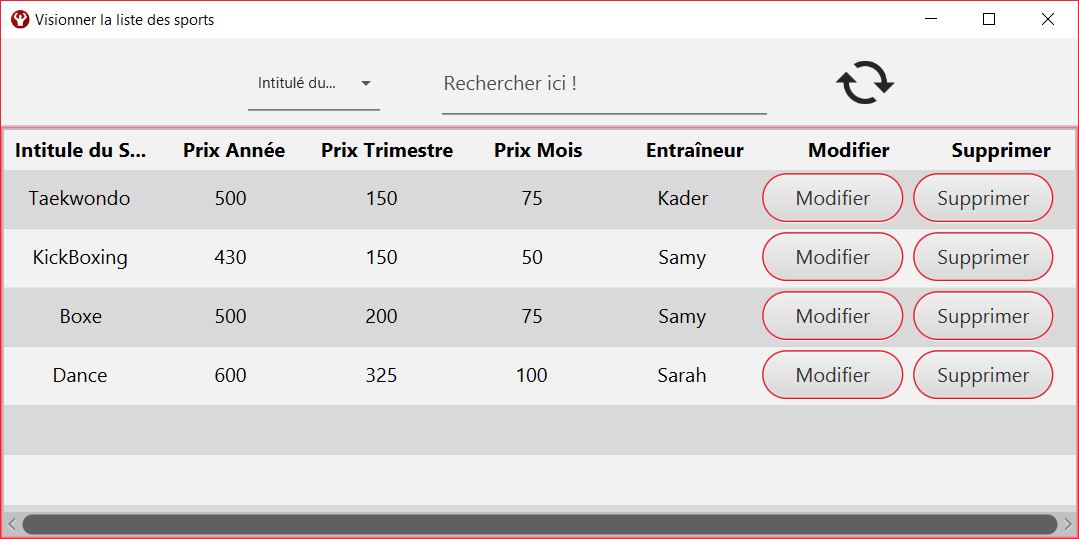 Visionner la liste des sports
Intitulé du... Rechercher ici !
Intitule du S... Prix Année Prix Trimestre Prix Mois Entraîneur Modifier Supprimer
Taekwondo 500 150 75 Kader Modifier Supprimer
KickBoxing 430 150 50 Samy Modifier Supprimer
Boxe 500 200 75 Samy Modifier Supprimer
Dance 600 325 100 Sarah Modifier Supprimer